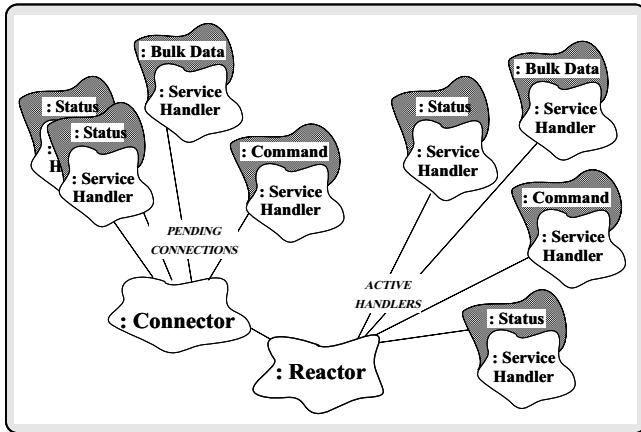 : Bulk Data
: Service
Handler
: Status
: Status
: Service
Handler
: Command
: Service
Handler
PENDING
CONNECTIONS
: Connector
: Status
: Service
Handler
: Bulk Data
: Service
Handler
: Command
: Service
Handler
ACTIVE
HANDLERS
: Status
: Service
Handler
: Reactor